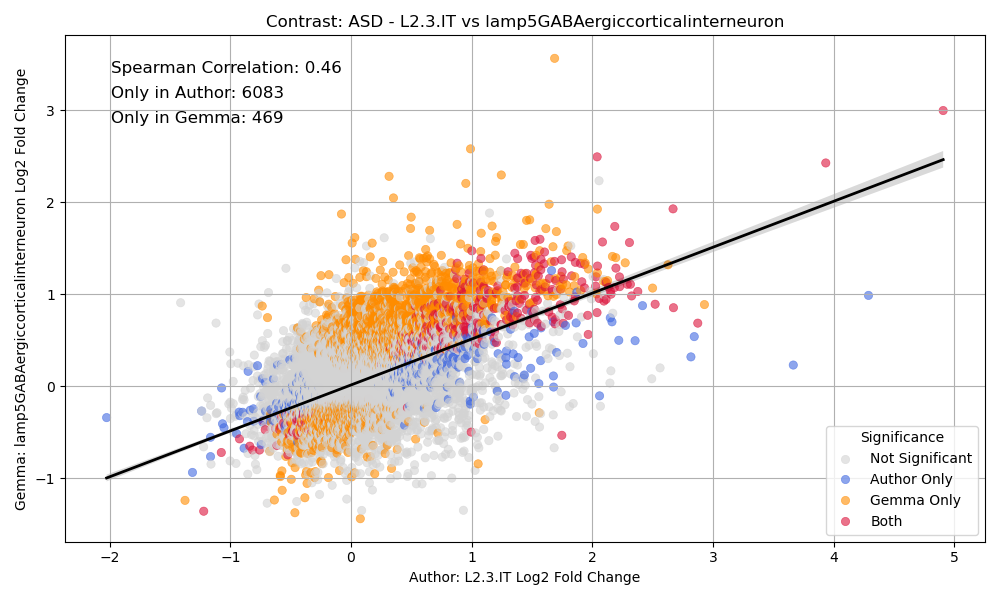 Contrast: ASD - L2.3.IT vs lamp5GABAergiccorticalinterneuron
Spearman Correlation: 0.46
Only in Author: 6083
Only in Gemma: 469
Gemma: lamp5GABAergiccorticalinterneuron Log2 Fold Change
3
2
1
0
−1
−2
−1
0
1
2
3
4
5
Author: L2.3.IT Log2 Fold Change
Significance
Not Significant
Author Only
Gemma Only
Both